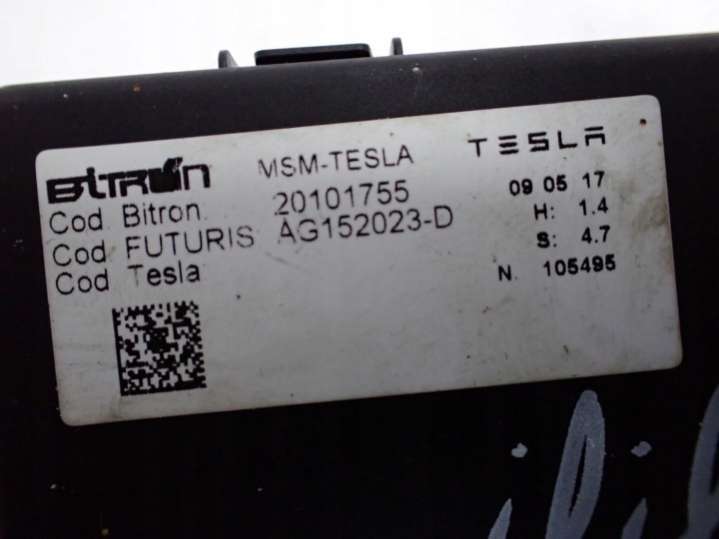 BITRON MSM-TESLA TESLA
Cod Bitron. 20101755 09 05 17
Cod FUTURIS AG152023-D H: 1.4
Cod Tesla S: 4.7
N. 105495